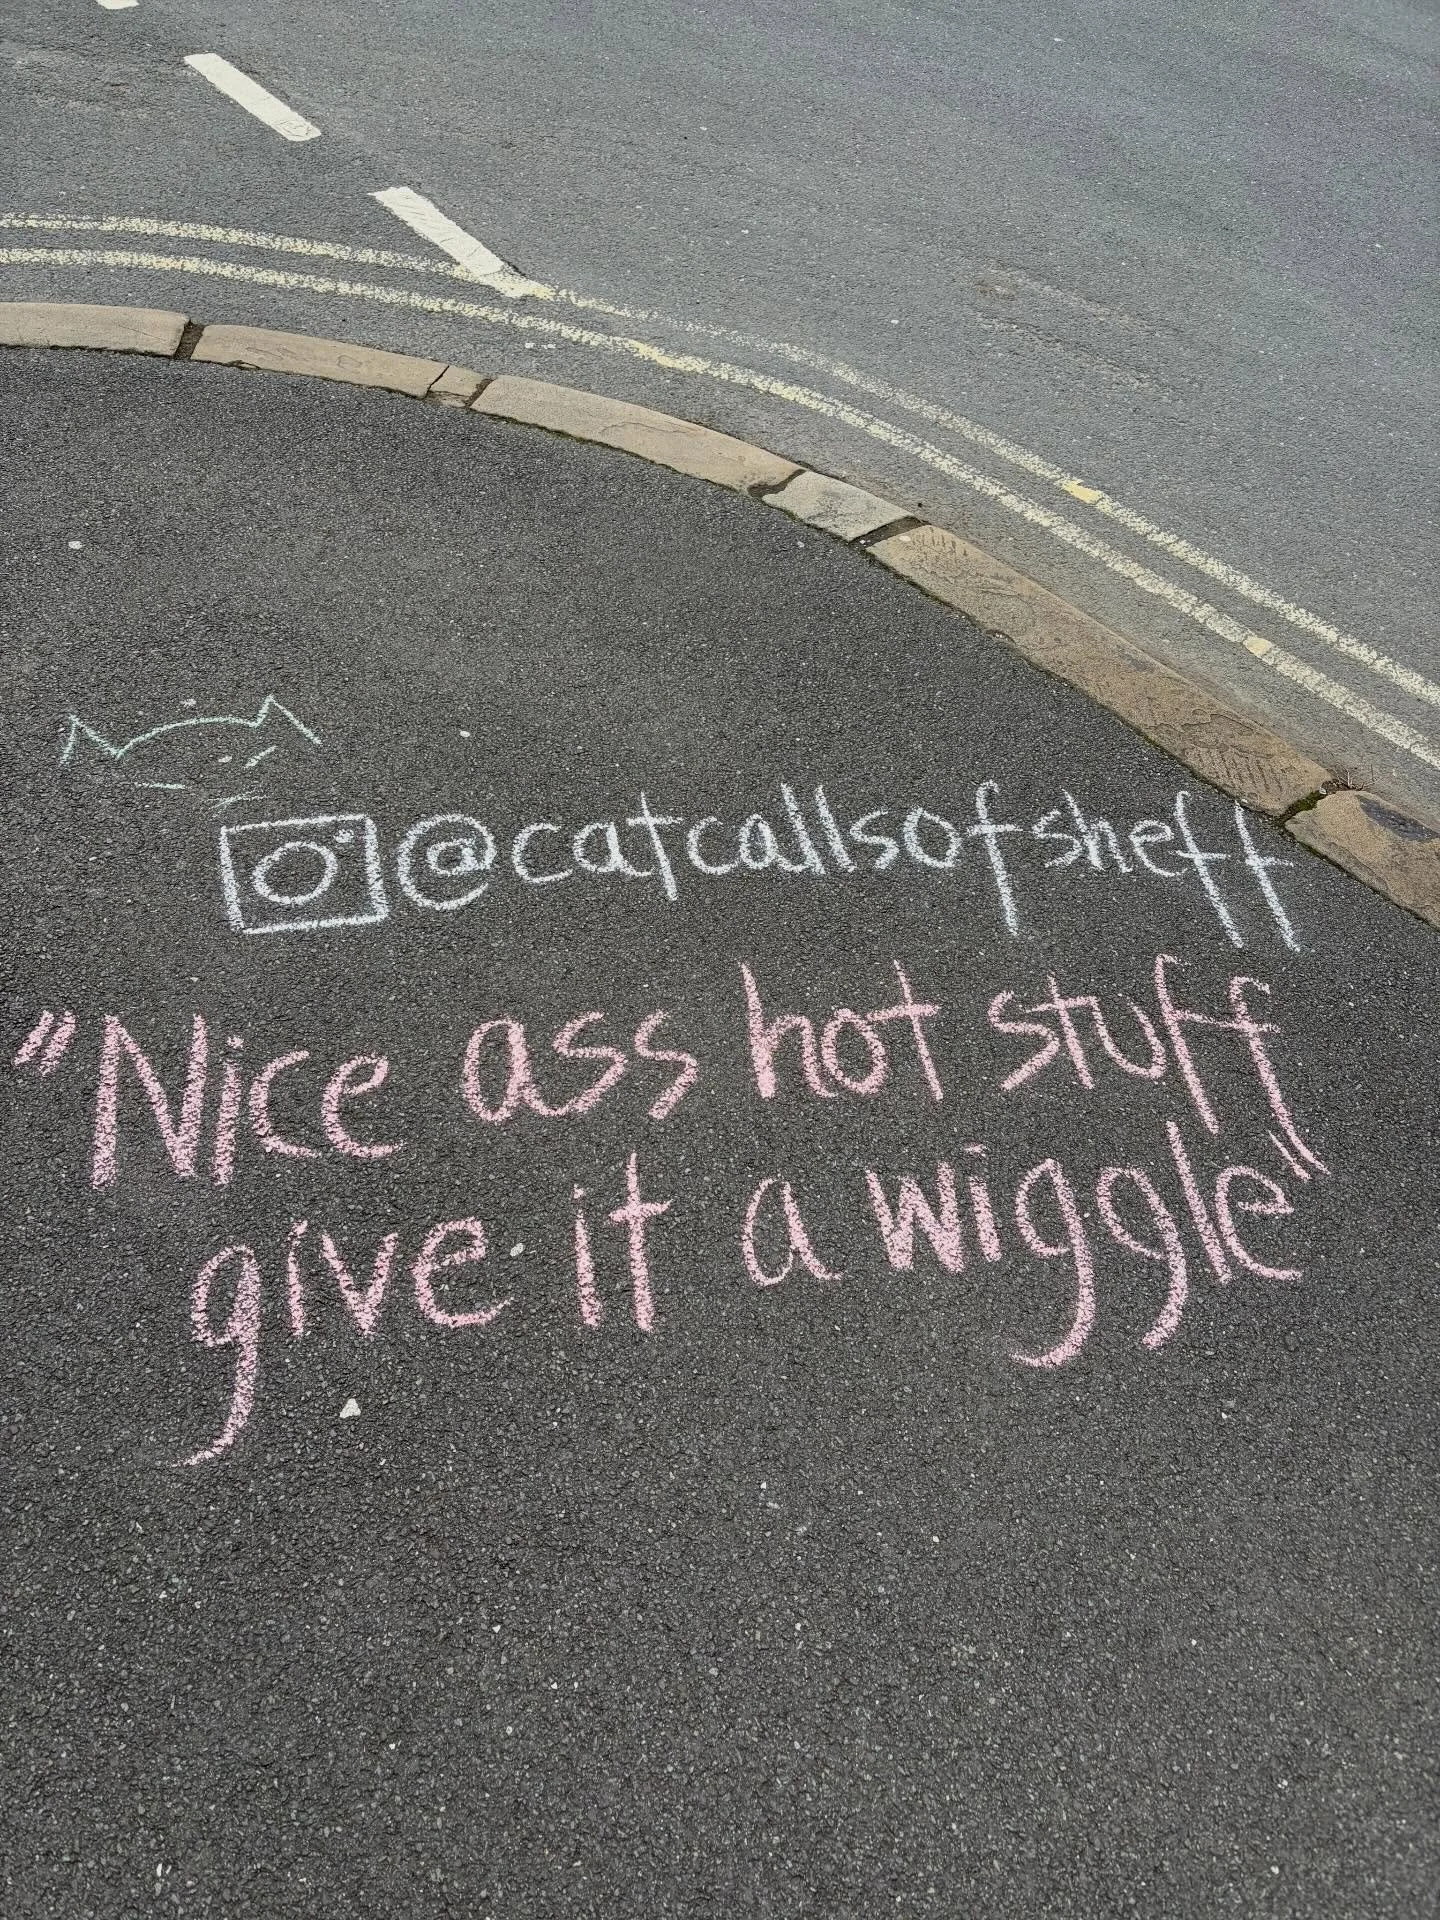 @catcallsofsheff
"Nice ass hot stuff
give it a wiggle"